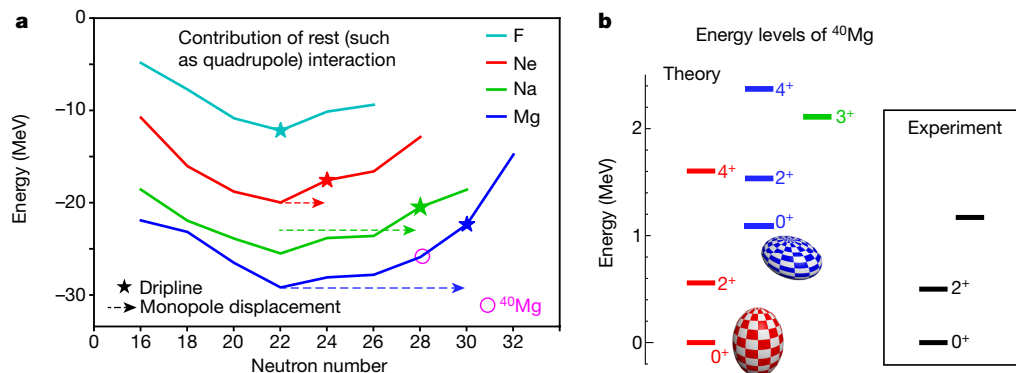 a
Contribution of rest (such
as quadrupole) interaction
F
Ne
Na
Mg
Energy (MeV)
−10
−20
−30
★ Dripline
Monopole displacement
⁴⁰Mg
0 16 18 20 22 24 26 28 30 32 0
Neutron number
b
Energy levels of ⁴⁰Mg
Theory
Energy (MeV)
2
1
0
4⁺
3⁺
4⁺
2⁺
0⁺
2⁺
0⁺
Experiment
2⁺
0⁺